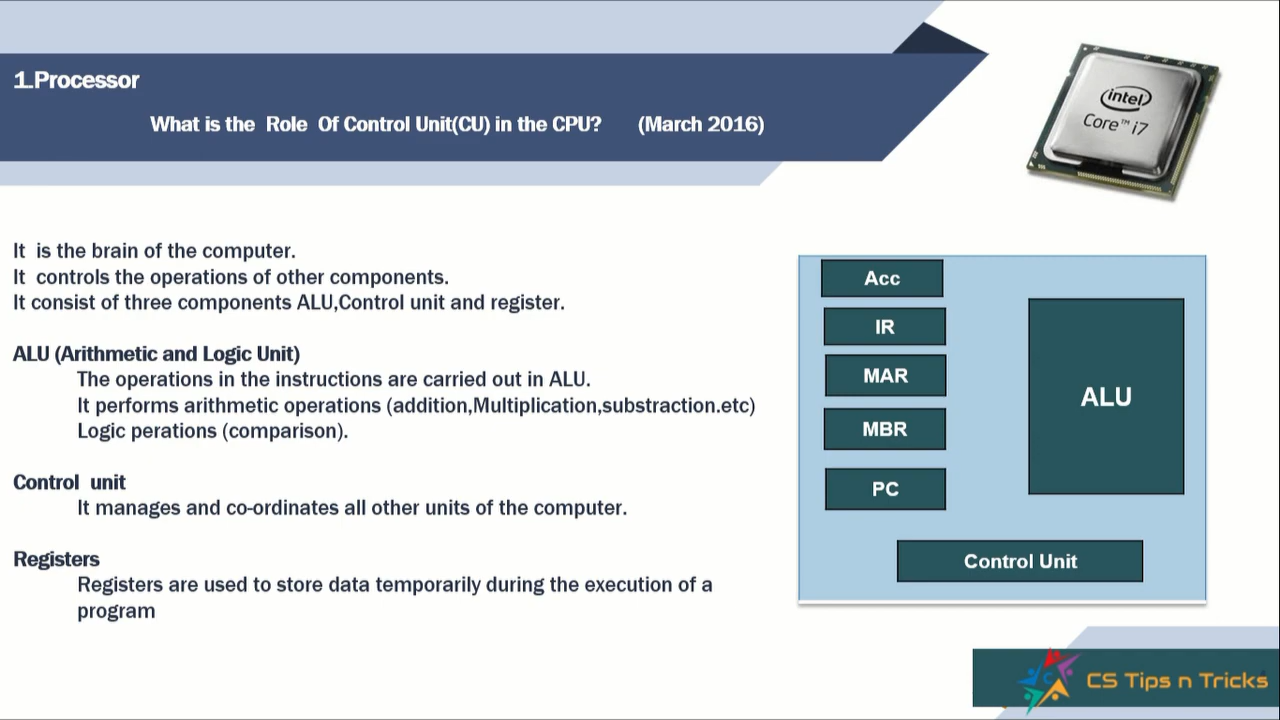 1.Processor
What is the Role Of Control Unit(CU) in the CPU? (March 2016)
intel
Core™ i7
It is the brain of the computer.
It controls the operations of other components.
It consist of three components ALU,Control unit and register.
ALU (Arithmetic and Logic Unit)
The operations in the instructions are carried out in ALU.
It performs arithmetic operations (addition,Multiplication,substraction.etc)
Logic perations (comparison).
Control unit
It manages and co-ordinates all other units of the computer.
Registers
Registers are used to store data temporarily during the execution of a
program
Acc
IR
MAR
MBR
PC
ALU
Control Unit
CS Tips n Tricks